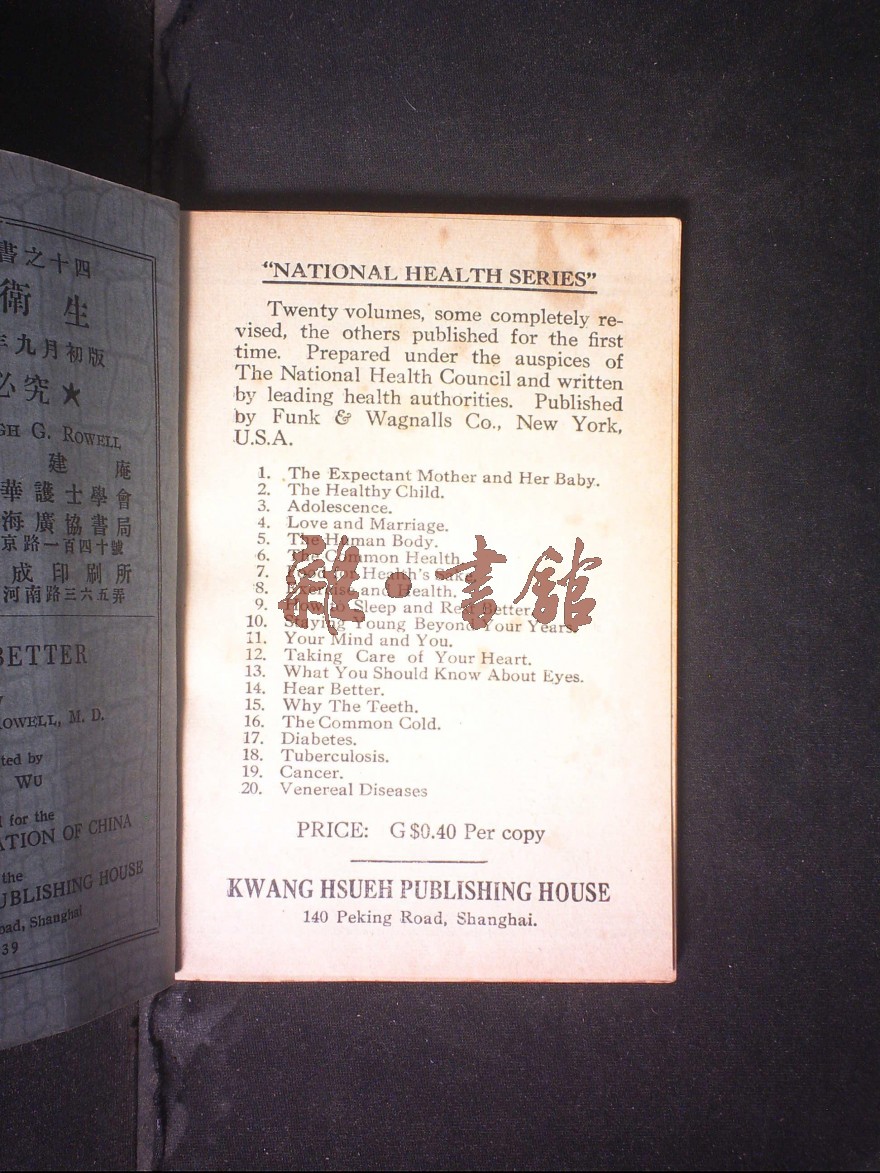 書之十四
衛生
年九月初版
必究★
GH G. ROWELL
建庵
華護士學會
海廣協書局
京路一百四十號
成印刷所
河南路三六五弄
BETTER
OWELL, M. D.
ted by
WU
for the
ATION OF CHINA
the
UBLISHING HOUSE
oad, Shanghai
39
"NATIONAL HEALTH SERIES"
Twenty volumes, some completely re-
vised, the others published for the first
time. Prepared under the auspices of
The National Health Council and written
by leading health authorities. Published
by Funk & Wagnalls Co., New York,
U.S.A.
1. The Expectant Mother and Her Baby.
2. The Healthy Child.
3. Adolescence.
4. Love and Marriage.
5. The Human Body.
6. The Common Health.
7. Food for Health's Sake.
8. Exercise and Health.
9. How to Sleep and Rest Better.
10. Staying Young Beyond Your Years.
11. Your Mind and You.
12. Taking Care of Your Heart.
13. What You Should Know About Eyes.
14. Hear Better.
15. Why The Teeth.
16. The Common Cold.
17. Diabetes.
18. Tuberculosis.
19. Cancer.
20. Venereal Diseases
PRICE: G $0.40 Per copy
KWANG HSUEH PUBLISHING HOUSE
140 Peking Road, Shanghai.
雜·書館